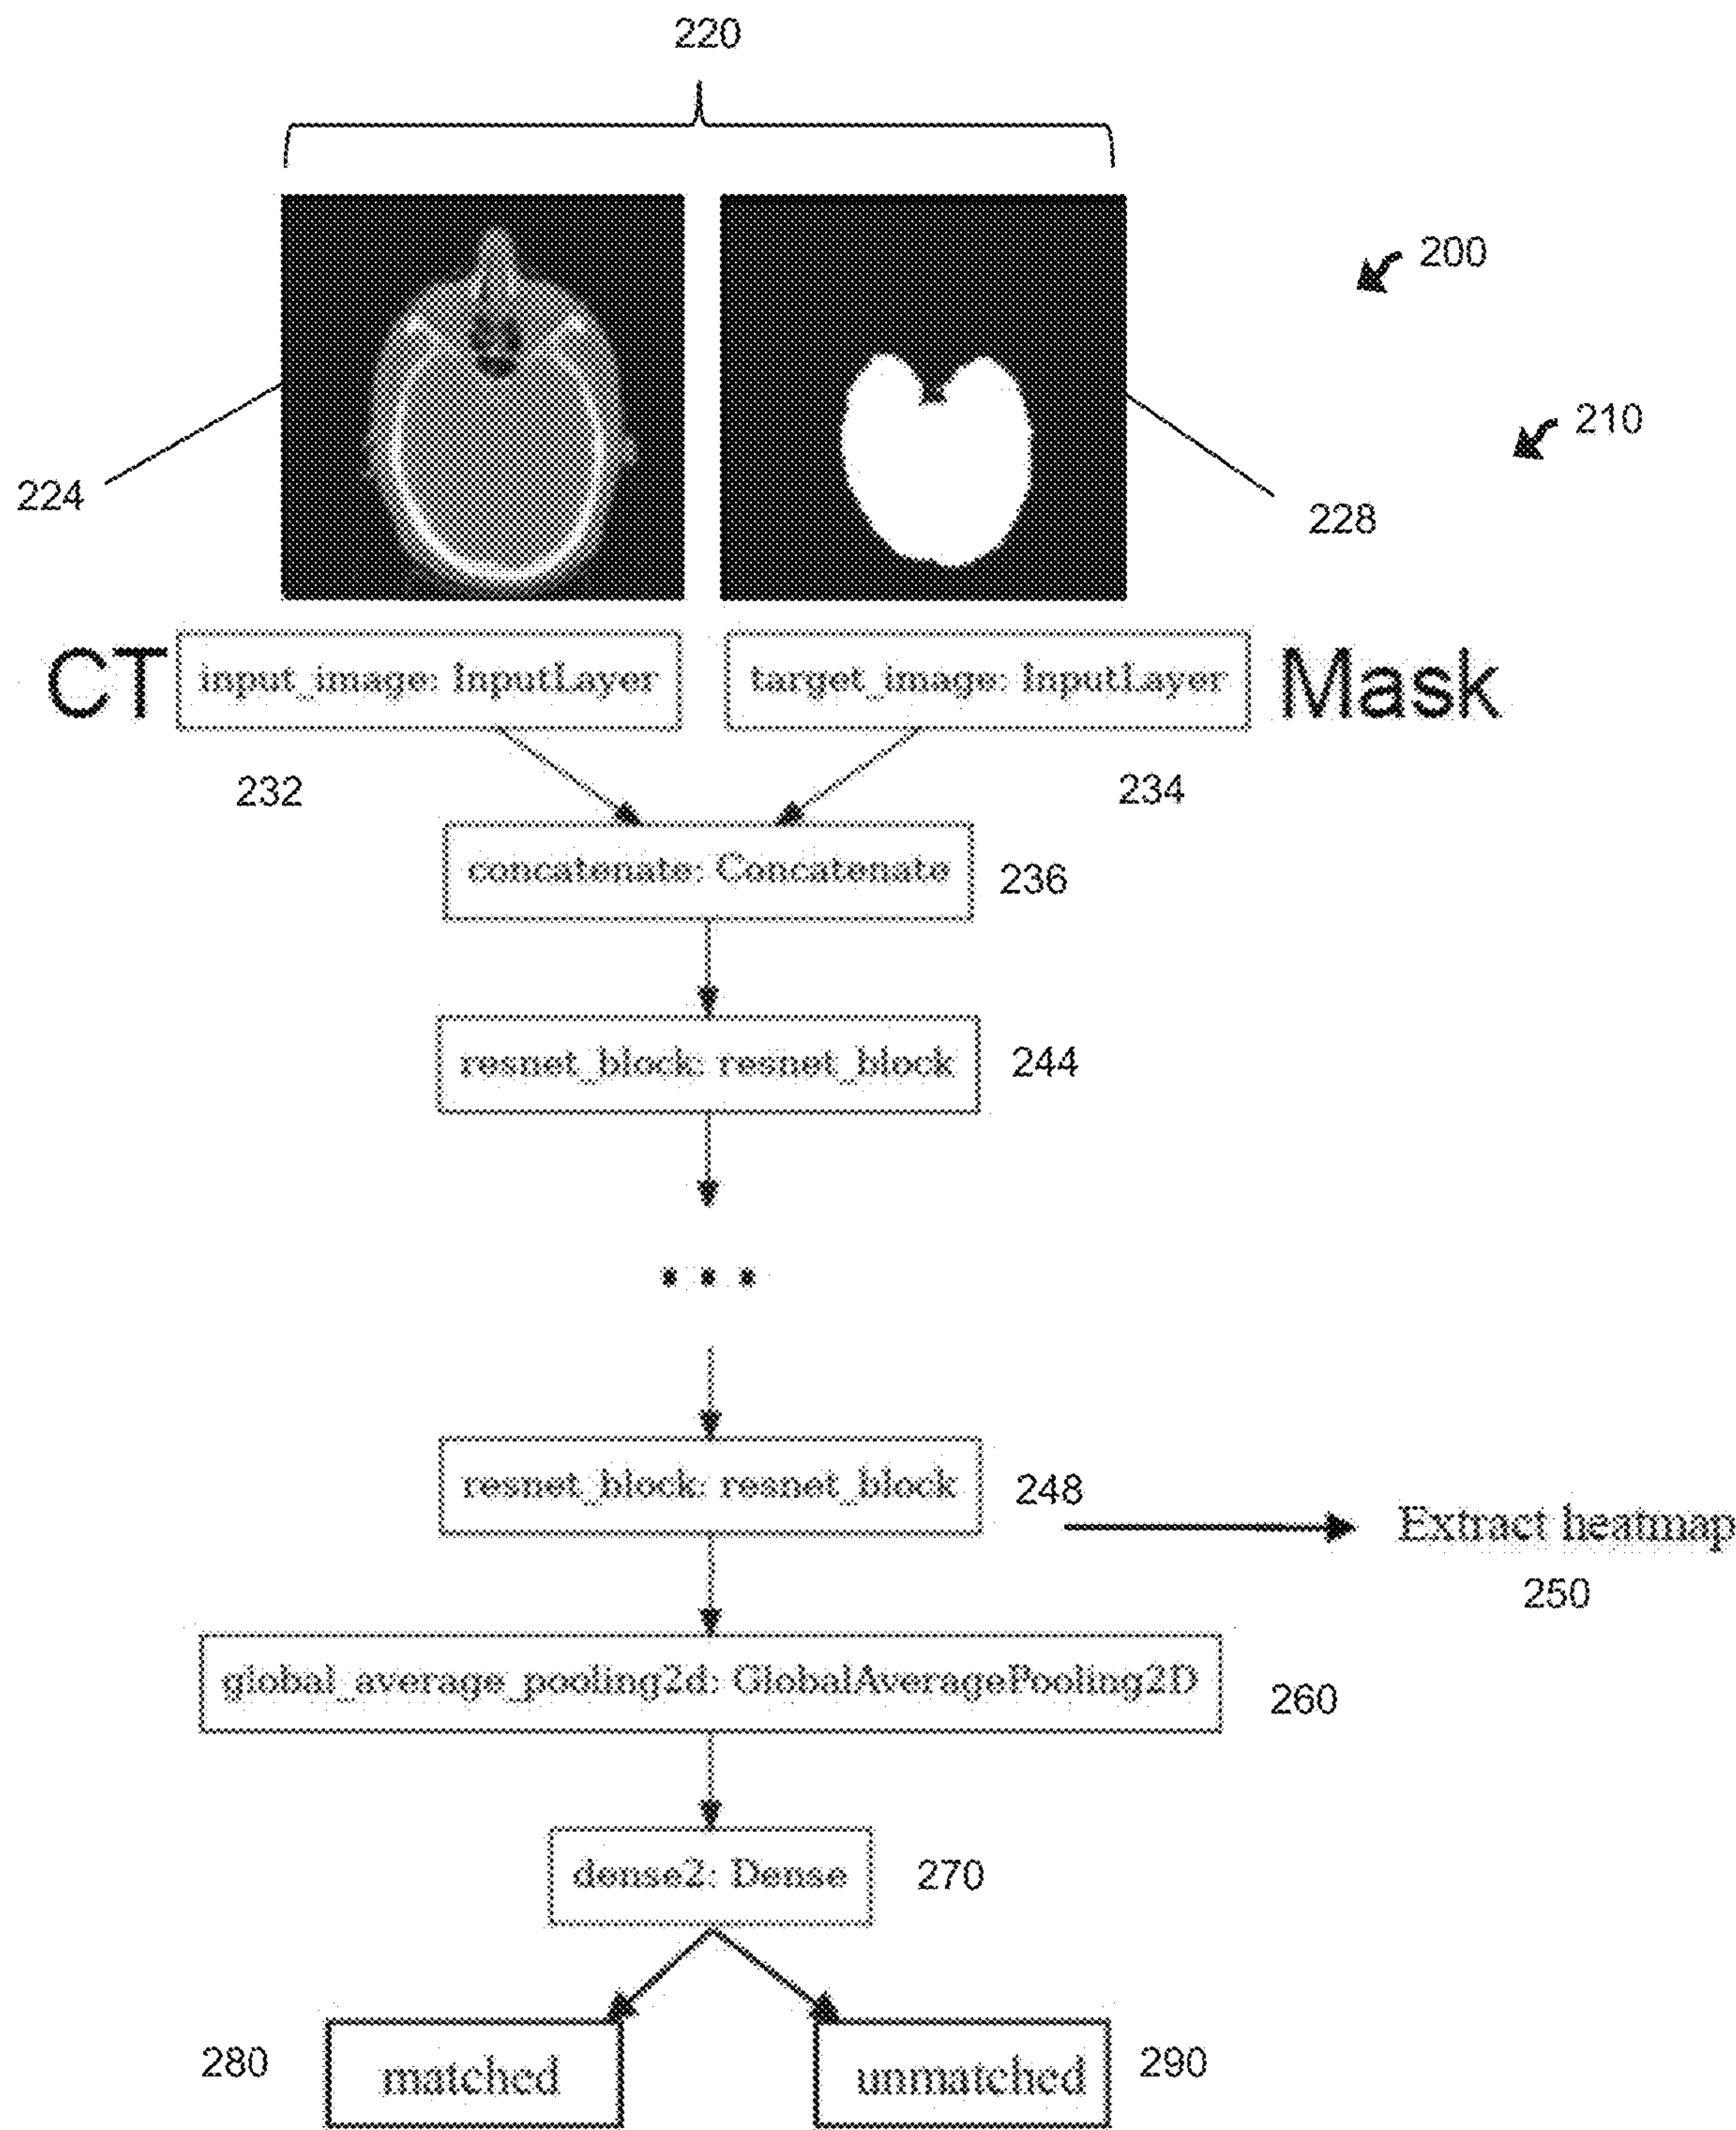 220
200
210
224
228
CT
input_image: InputLayer
target_image: InputLayer
Mask
232
234
concatenate: Concatenate
236
resnet_block: resnet_block
244
...
resnet_block: resnet_block
248
Extract heatmap
250
global_average_pooling2d: GlobalAveragePooling2D
260
dense2: Dense
270
280
matched
unmatched
290